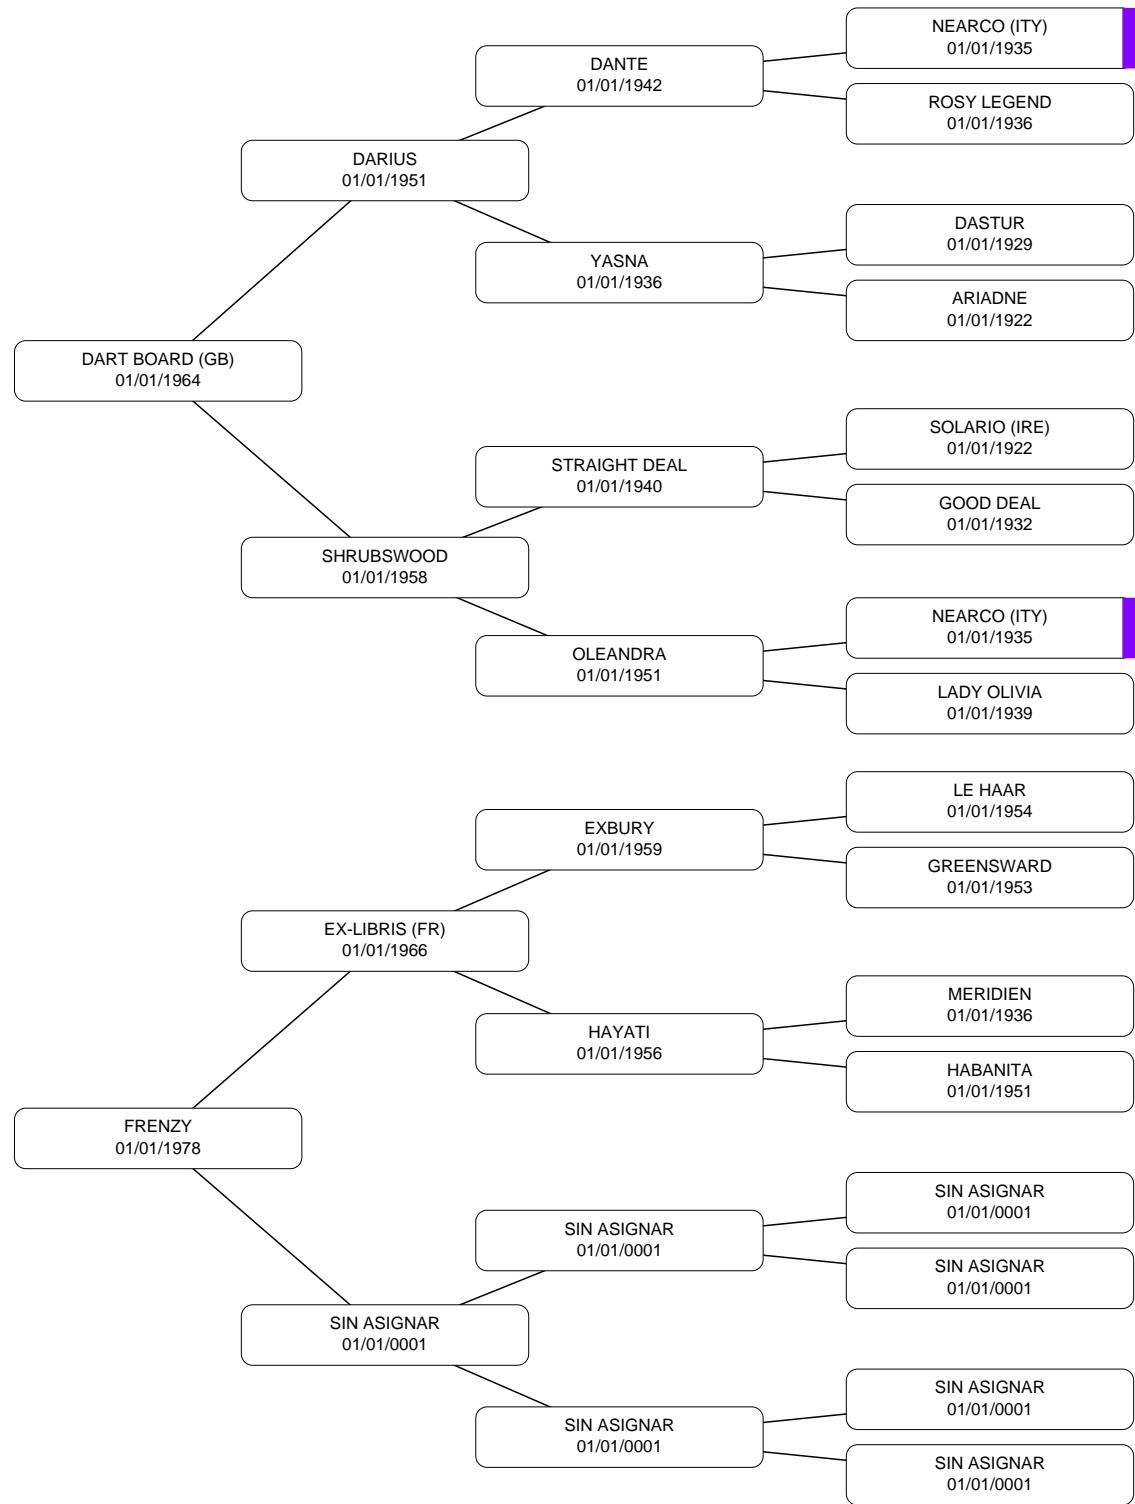 NEARCO (ITY)
01/01/1935
DANTE
01/01/1942
ROSY LEGEND
01/01/1936
DARIUS
01/01/1951
DASTUR
01/01/1929
YASNA
01/01/1936
ARIADNE
01/01/1922
DART BOARD (GB)
01/01/1964
SOLARIO (IRE)
01/01/1922
STRAIGHT DEAL
01/01/1940
GOOD DEAL
01/01/1932
SHRUBSWOOD
01/01/1958
NEARCO (ITY)
01/01/1935
OLEANDRA
01/01/1951
LADY OLIVIA
01/01/1939
LE HAAR
01/01/1954
EXBURY
01/01/1959
GREENSWARD
01/01/1953
EX-LIBRIS (FR)
01/01/1966
MERIDIEN
01/01/1936
HAYATI
01/01/1956
HABANITA
01/01/1951
FRENZY
01/01/1978
SIN ASIGNAR
01/01/0001
SIN ASIGNAR
01/01/0001
SIN ASIGNAR
01/01/0001
SIN ASIGNAR
01/01/0001
SIN ASIGNAR
01/01/0001
SIN ASIGNAR
01/01/0001
SIN ASIGNAR
01/01/0001